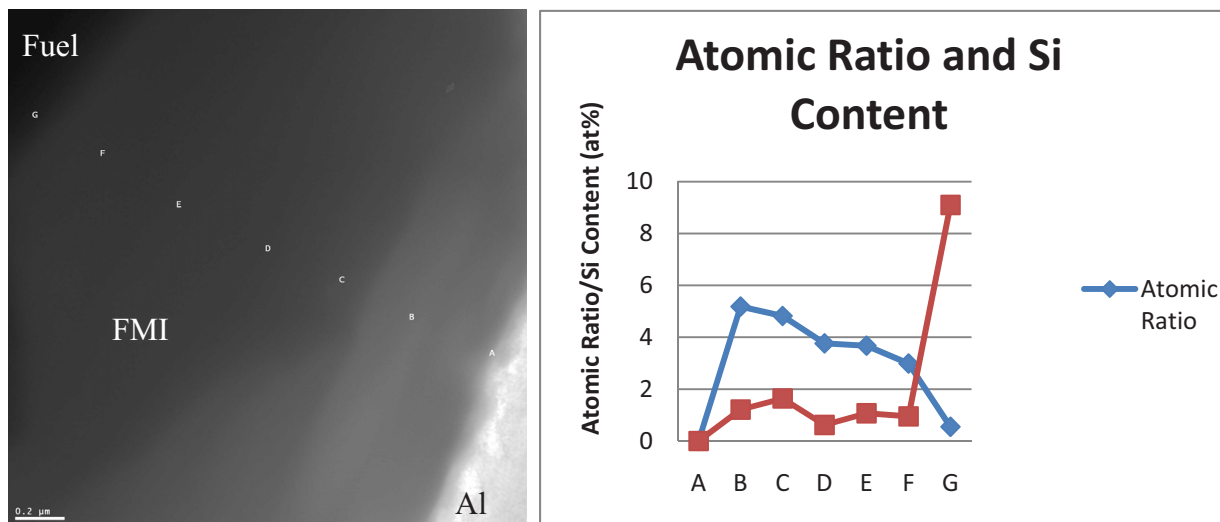 Fuel
G
F
E
D
C
B
A
FMI
Al
0.2 µm
Atomic Ratio and Si
Content
Atomic Ratio/Si Content (at%)
10
8
6
4
2
0
A B C D E F G
Atomic
Ratio